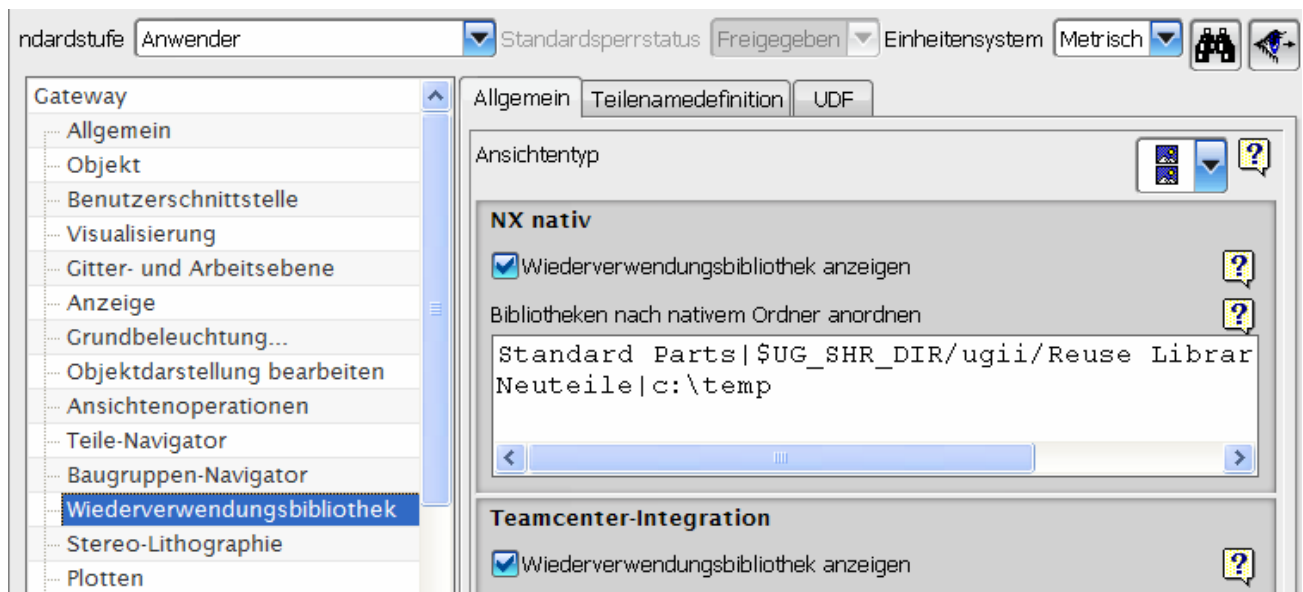 ndardstufe Anwender Standardsperrstatus Freigegeben Einheitensystem Metrisch
Gateway
Allgemein
Objekt
Benutzerschnittstelle
Visualisierung
Gitter- und Arbeitsebene
Anzeige
Grundbeleuchtung...
Objektdarstellung bearbeiten
Ansichtenoperationen
Teile-Navigator
Baugruppen-Navigator
Wiederverwendungsbibliothek
Stereo-Lithographie
Plotten
Allgemein Teilenamedefinition UDF
Ansichtentyp
NX nativ
Wiederverwendungsbibliothek anzeigen
Bibliotheken nach nativem Ordner anordnen
Standard Parts|$UG_SHR_DIR/ugii/Reuse Librar
Neuteile|c:\temp
Teamcenter-Integration
Wiederverwendungsbibliothek anzeigen